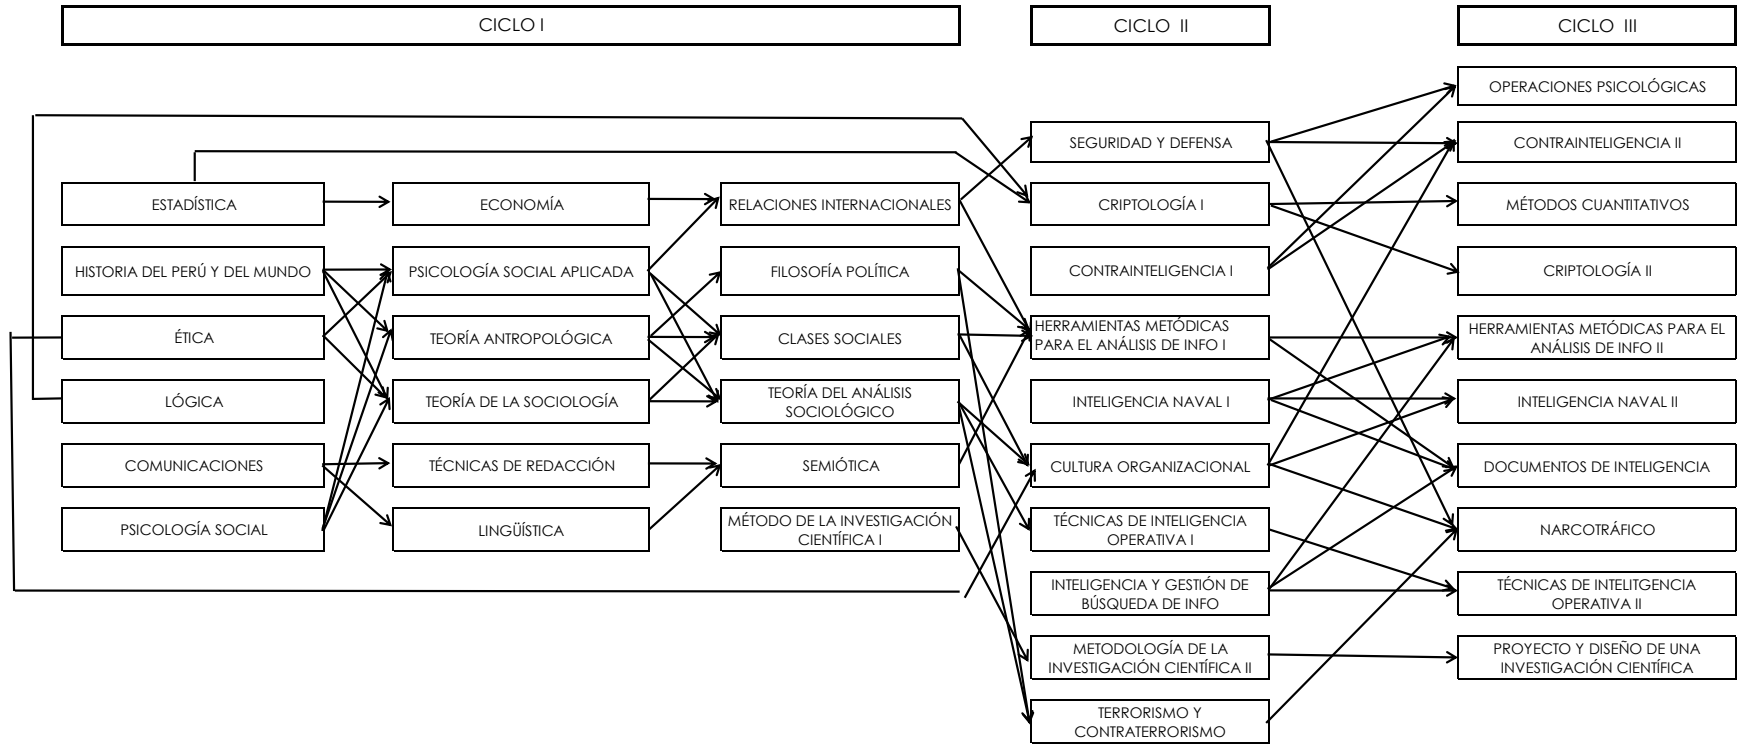 CICLO I
CICLO II
CICLO III
ESTADÍSTICA
HISTORIA DEL PERÚ Y DEL MUNDO
ÉTICA
LÓGICA
COMUNICACIONES
PSICOLOGÍA SOCIAL
ECONOMÍA
PSICOLOGÍA SOCIAL APLICADA
TEORÍA ANTROPOLÓGICA
TEORÍA DE LA SOCIOLOGÍA
TÉCNICAS DE REDACCIÓN
LINGÜÍSTICA
RELACIONES INTERNACIONALES
FILOSOFÍA POLÍTICA
CLASES SOCIALES
TEORÍA DEL ANÁLISIS
SOCIOLÓGICO
SEMIÓTICA
MÉTODO DE LA INVESTIGACIÓN
CIENTÍFICA I
SEGURIDAD Y DEFENSA
CRIPTOLOGÍA I
CONTRAINTELIGENCIA I
HERRAMIENTAS METÓDICAS
PARA EL ANÁLISIS DE INFO I
INTELIGENCIA NAVAL I
CULTURA ORGANIZACIONAL
TÉCNICAS DE INTELIGENCIA
OPERATIVA I
INTELIGENCIA Y GESTIÓN DE
BÚSQUEDA DE INFO
METODOLOGÍA DE LA
INVESTIGACIÓN CIENTÍFICA II
TERRORISMO Y
CONTRATERRORISMO
OPERACIONES PSICOLÓGICAS
CONTRAINTELIGENCIA II
MÉTODOS CUANTITATIVOS
CRIPTOLOGÍA II
HERRAMIENTAS METÓDICAS PARA EL
ANÁLISIS DE INFO II
INTELIGENCIA NAVAL II
DOCUMENTOS DE INTELIGENCIA
NARCOTRÁFICO
TÉCNICAS DE INTELITGENCIA
OPERATIVA II
PROYECTO Y DISEÑO DE UNA
INVESTIGACIÓN CIENTÍFICA